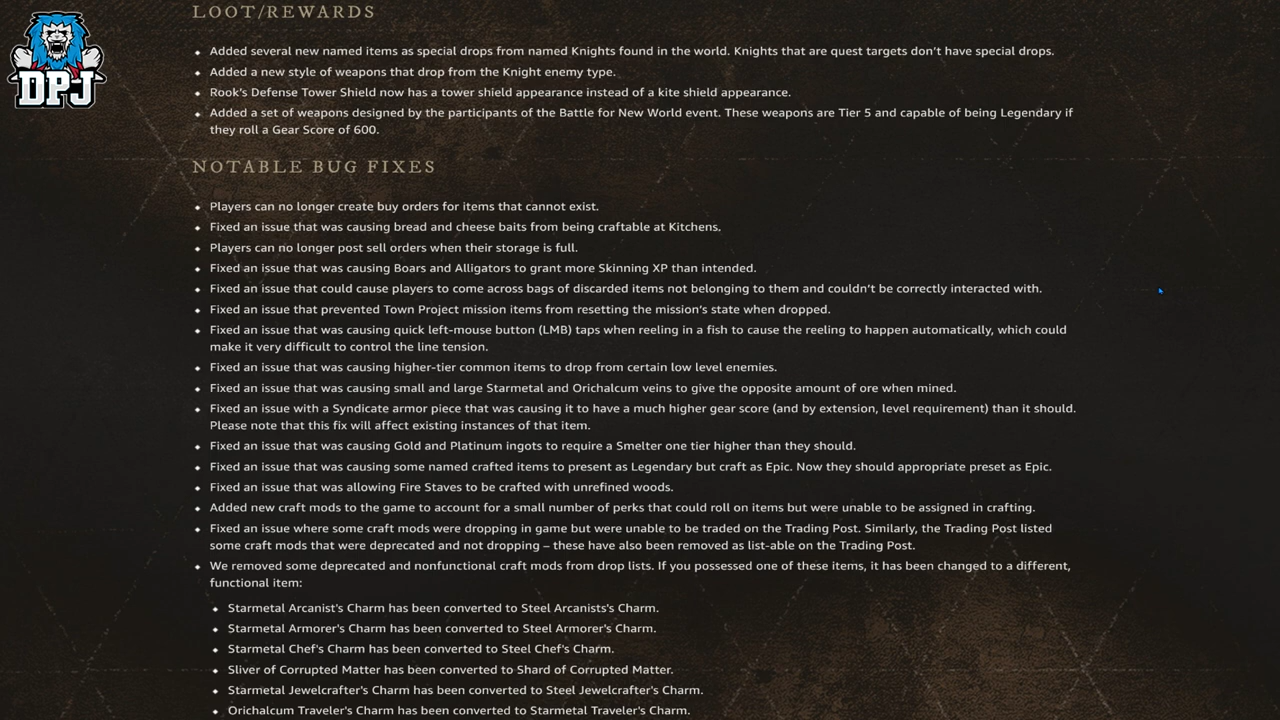 LOOT/REWARDS
DPJ
Added several new named items as special drops from named Knights found in the world. Knights that are quest targets don't have special drops.
Added a new style of weapons that drop from the Knight enemy type.
Rook's Defense Tower Shield now has a tower shield appearance instead of a kite shield appearance.
Added a set of weapons designed by the participants of the Battle for New World event. These weapons are Tier 5 and capable of being Legendary if
they roll a Gear Score of 600.
NOTABLE BUG FIXES
Players can no longer create buy orders for items that cannot exist.
Fixed an issue that was causing bread and cheese baits from being craftable at Kitchens.
Players can no longer post sell orders when their storage is full.
Fixed an issue that was causing Boars and Alligators to grant more Skinning XP than intended.
Fixed an issue that could cause players to come across bags of discarded items not belonging to them and couldn't be correctly interacted with.
Fixed an issue that prevented Town Project mission items from resetting the mission's state when dropped.
Fixed an issue that was causing quick left-mouse button (LMB) taps when reeling in a fish to cause the reeling to happen automatically, which could
make it very difficult to control the line tension.
Fixed an issue that was causing higher-tier common items to drop from certain low level enemies.
Fixed an issue that was causing small and large Starmetal and Orichalcum veins to give the opposite amount of ore when mined.
Fixed an issue with a Syndicate armor piece that was causing it to have a much higher gear score (and by extension, level requirement) than it should.
Please note that this fix will affect existing instances of that item.
Fixed an issue that was causing Gold and Platinum ingots to require a Smelter one tier higher than they should.
Fixed an issue that was causing some named crafted items to present as Legendary but craft as Epic. Now they should appropriate preset as Epic.
Fixed an issue that was allowing Fire Staves to be crafted with unrefined woods.
Added new craft mods to the game to account for a small number of perks that could roll on items but were unable to be assigned in crafting.
Fixed an issue where some craft mods were dropping in game but were unable to be traded on the Trading Post. Similarly, the Trading Post listed
some craft mods that were deprecated and not dropping – these have also been removed as list-able on the Trading Post.
We removed some deprecated and nonfunctional craft mods from drop lists. If you possessed one of these items, it has been changed to a different,
functional item:
Starmetal Arcanist's Charm has been converted to Steel Arcanists's Charm.
Starmetal Armorer's Charm has been converted to Steel Armorer's Charm.
Starmetal Chef's Charm has been converted to Steel Chef's Charm.
Sliver of Corrupted Matter has been converted to Shard of Corrupted Matter.
Starmetal Jewelcrafter's Charm has been converted to Steel Jewelcrafter's Charm.
Orichalcum Traveler's Charm has been converted to Starmetal Traveler's Charm.